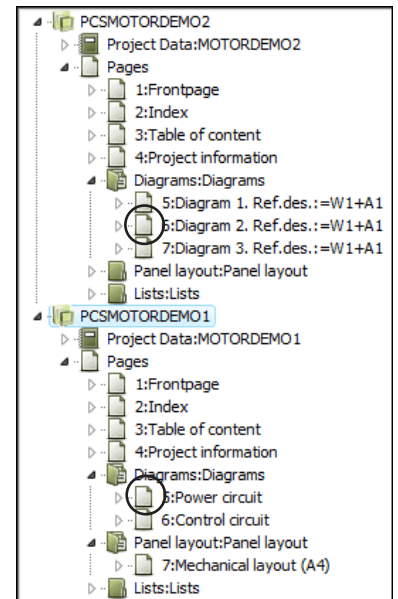 PCSMOTORDEMO2
Project Data:MOTORDEMO2
Pages
1:Frontpage
2:Index
3:Table of content
4:Project information
Diagrams:Diagrams
5:Diagram 1. Ref.des.:=W1+A1
6:Diagram 2. Ref.des.:=W1+A1
7:Diagram 3. Ref.des.:=W1+A1
Panel layout:Panel layout
Lists:Lists
PCSMOTORDEMO1
Project Data:MOTORDEMO1
Pages
1:Frontpage
2:Index
3:Table of content
4:Project information
Diagrams:Diagrams
5:Power circuit
6:Control circuit
Panel layout:Panel layout
7:Mechanical layout (A4)
Lists:Lists